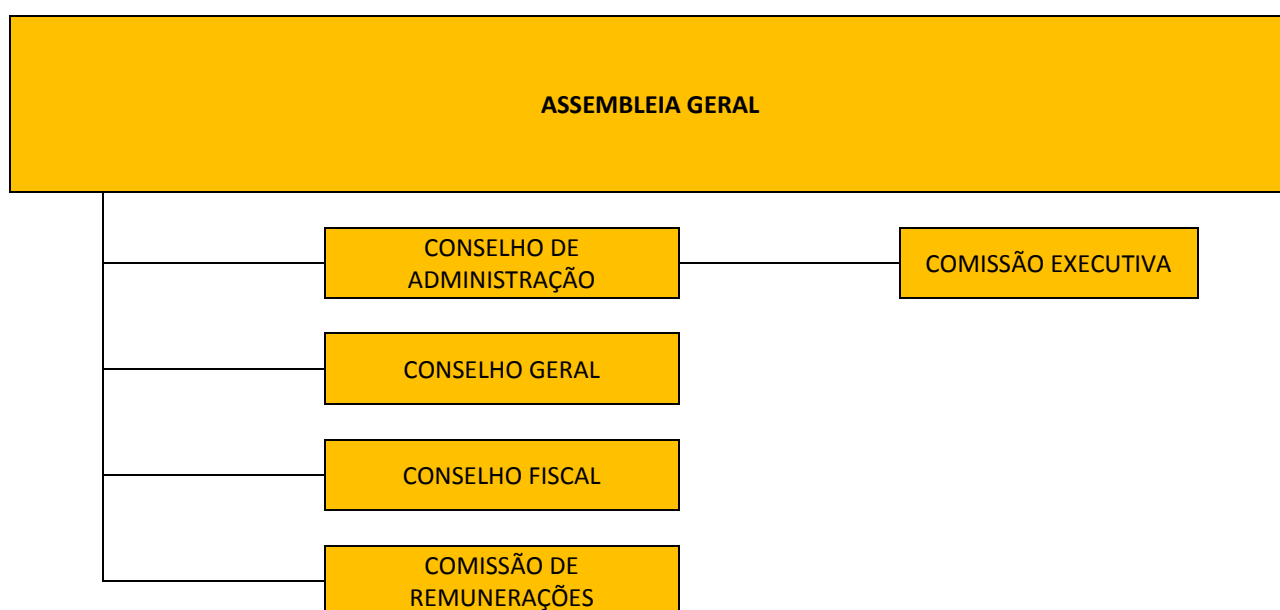 ASSEMBLEIA GERAL
CONSELHO DE
ADMINISTRAÇÃO
COMISSÃO EXECUTIVA
CONSELHO GERAL
CONSELHO FISCAL
COMISSÃO DE
REMUNERAÇÕES